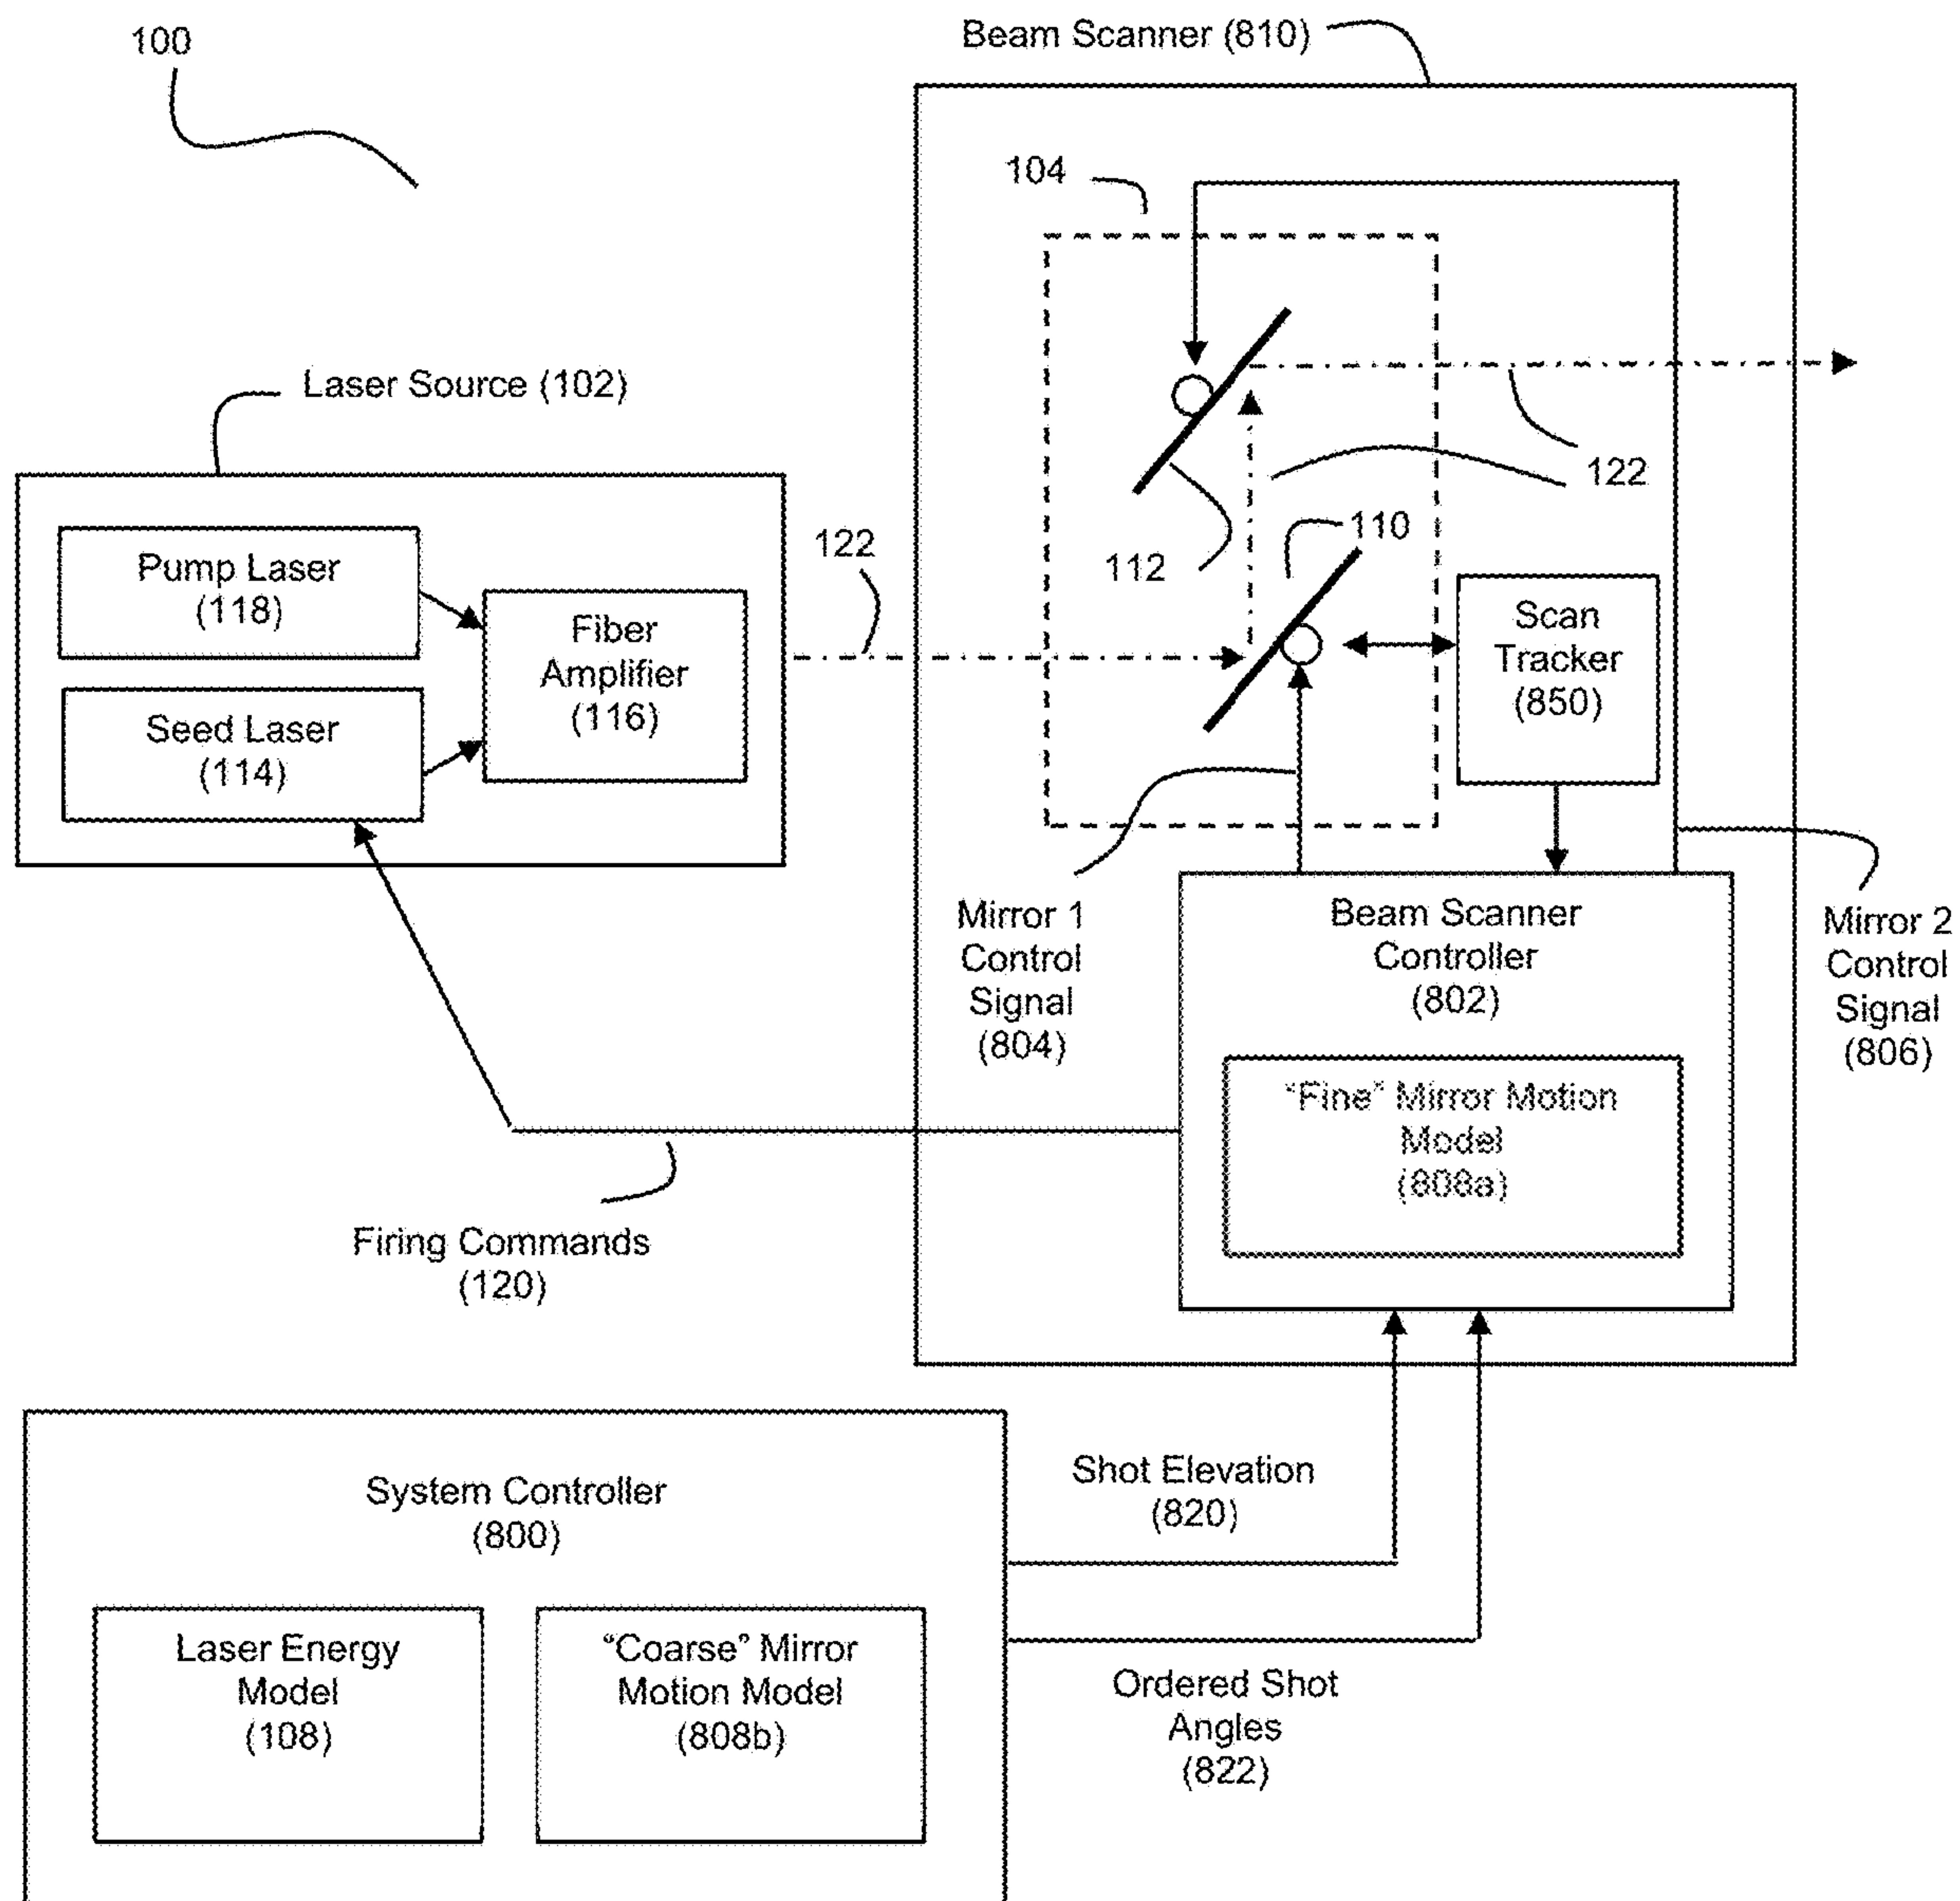 100
Beam Scanner (810)
104
Laser Source (102)
Pump Laser
(118)
Seed Laser
(114)
Fiber
Amplifier
(116)
122
112
110
122
Scan
Tracker
(850)
Mirror 1
Control
Signal
(804)
Beam Scanner
Controller
(802)
"Fine" Mirror Motion
Model
(808a)
Mirror 2
Control
Signal
(806)
Firing Commands
(120)
System Controller
(800)
Laser Energy
Model
(108)
“Coarse” Mirror
Motion Model
(808b)
Shot Elevation
(820)
Ordered Shot
Angles
(822)